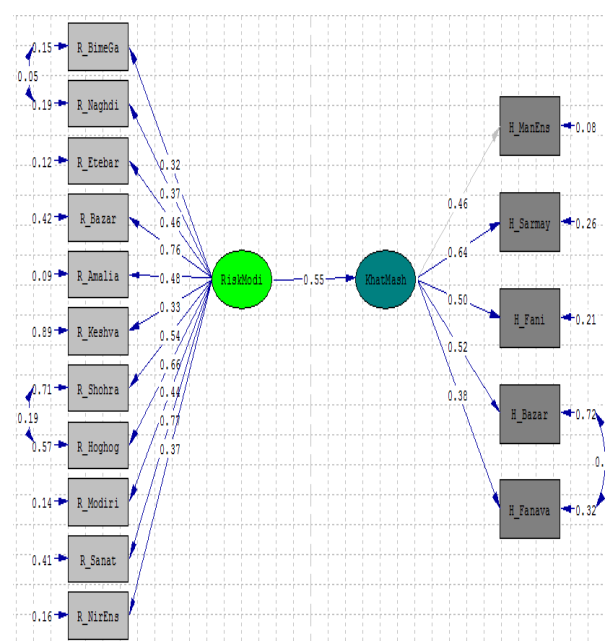 0.15 R_BimeGa
0.05
0.19 R_Naghdi
0.12 R_Etebar
0.42 R_Bazar
0.09 R_Amalia
0.89 R_Keshva
0.71 R_Shohra
0.19
0.57 R_Hoghog
0.14 R_Modiri
0.41 R_Sanat
0.16 R_NirEns
0.32
0.37
0.46
0.76
0.48
0.33
0.54
0.66
0.44
0.77
0.37
RiskModi 0.55 KhatMash
0.46
0.64
0.50
0.52
0.38
H_ManEns 0.08
H_Sarmay 0.26
H_Fani 0.21
H_Bazar 0.72
H_Fanava 0.32